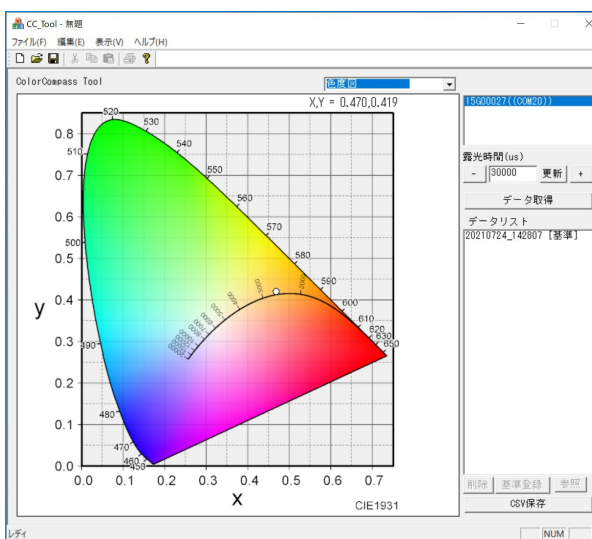 CC_Tool - 無題
ファイル(F) 編集(E) 表示(V) ヘルプ(H)
ColorCompass Tool
色度図
X,Y = 0.470,0.419
15G00027((COM20))
露光時間(us)
- 30000 更新 +
データ取得
データリスト
20210724_142807 [基準]
520
530
540
510
550
560
570
500
580
590
600
610
620
630
650
490
480
470
460
450
2000
3000
4000
5000
0.8
0.7
0.6
0.5
0.4
0.3
0.2
0.1
0.0
y
0.0 0.1 0.2 0.3 0.4 0.5 0.6 0.7
x
CIE1931
削除 基準登録 参照
CSV保存
レディ
NUM